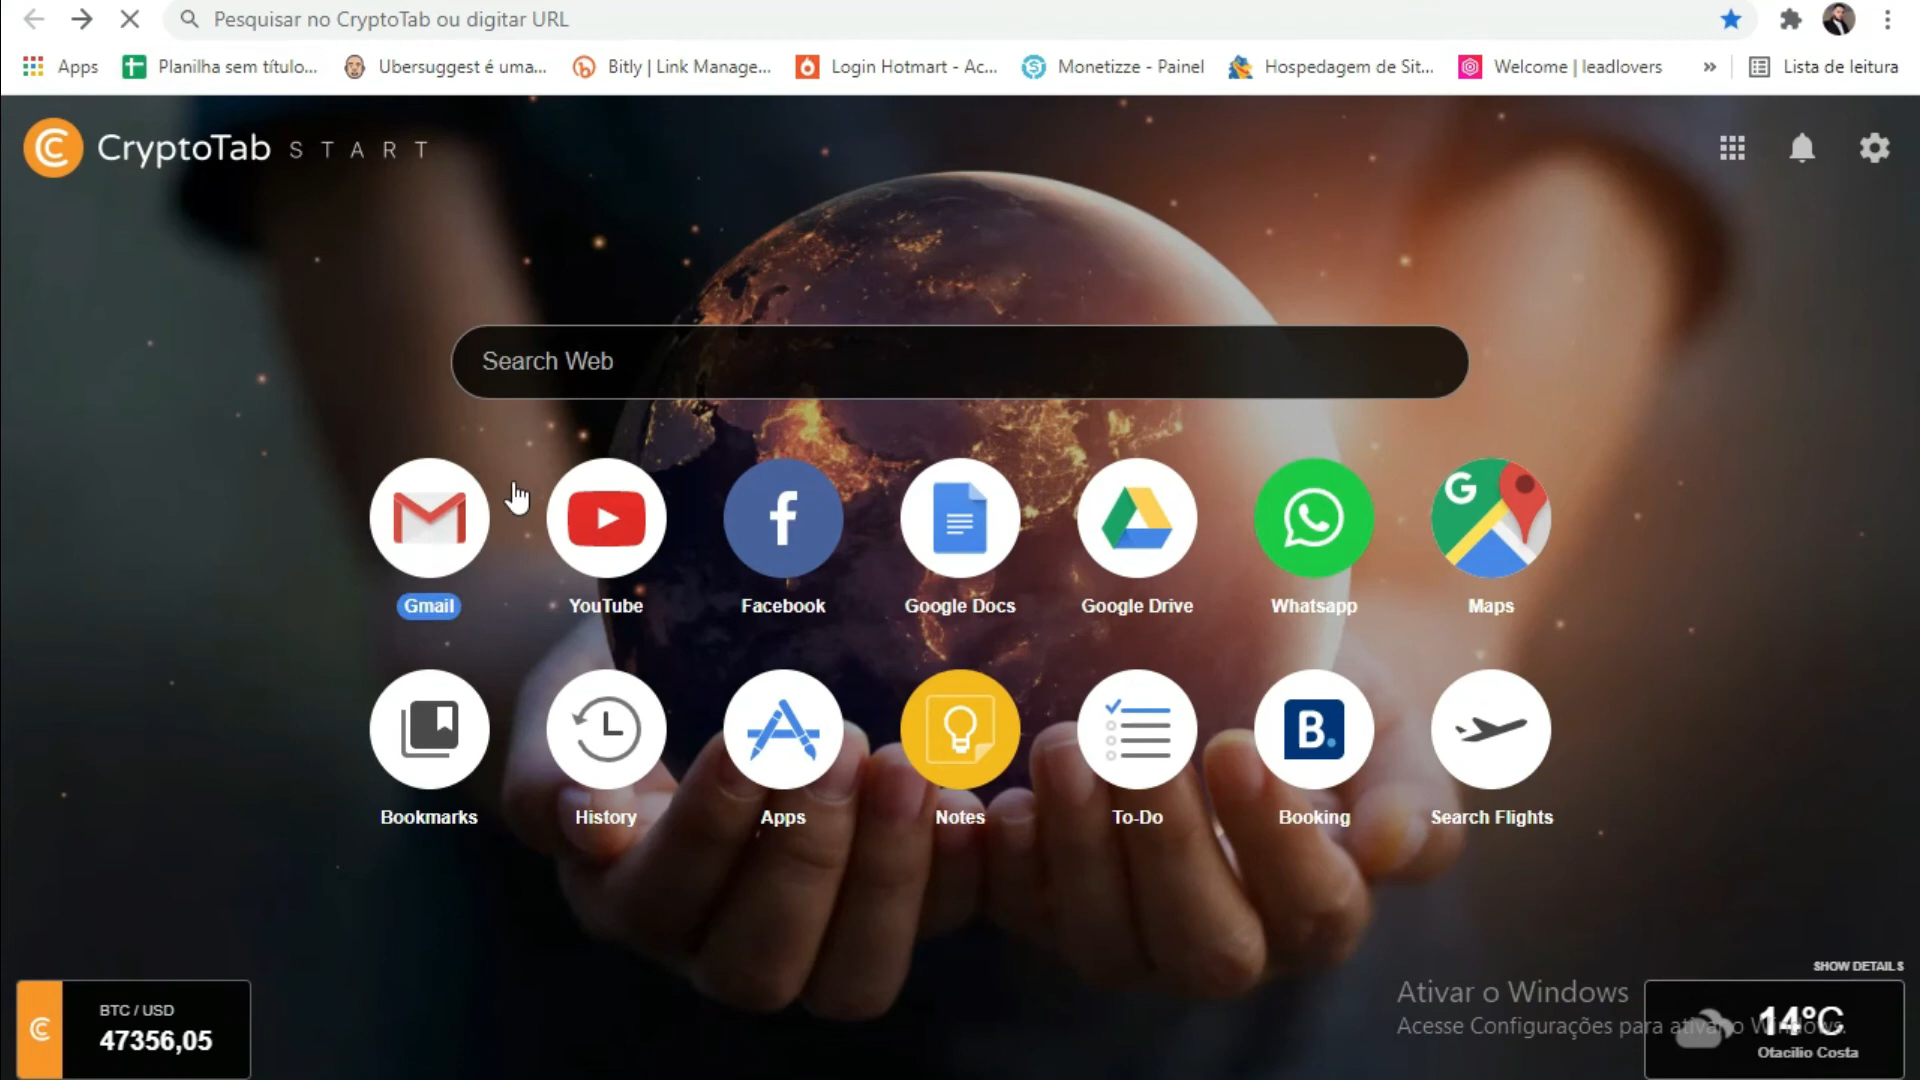 Pesquisar no CryptoTab ou digitar URL
Apps
Planilha sem título...
Ubersuggest é uma...
Bitly | Link Manage...
Login Hotmart - Ac...
Monetizze - Painel
Hospedagem de Sit...
Welcome | leadlovers
»
Lista de leitura
CryptoTab START
Search Web
Gmail
YouTube
Facebook
Google Docs
Google Drive
Whatsapp
Maps
Bookmarks
History
Apps
Notes
To-Do
Booking
Search Flights
SHOW DETAILS
BTC / USD
47356,05
Ativar o Windows
Acesse Configurações para ativar o Windows.
14°C
Otacilio Costa